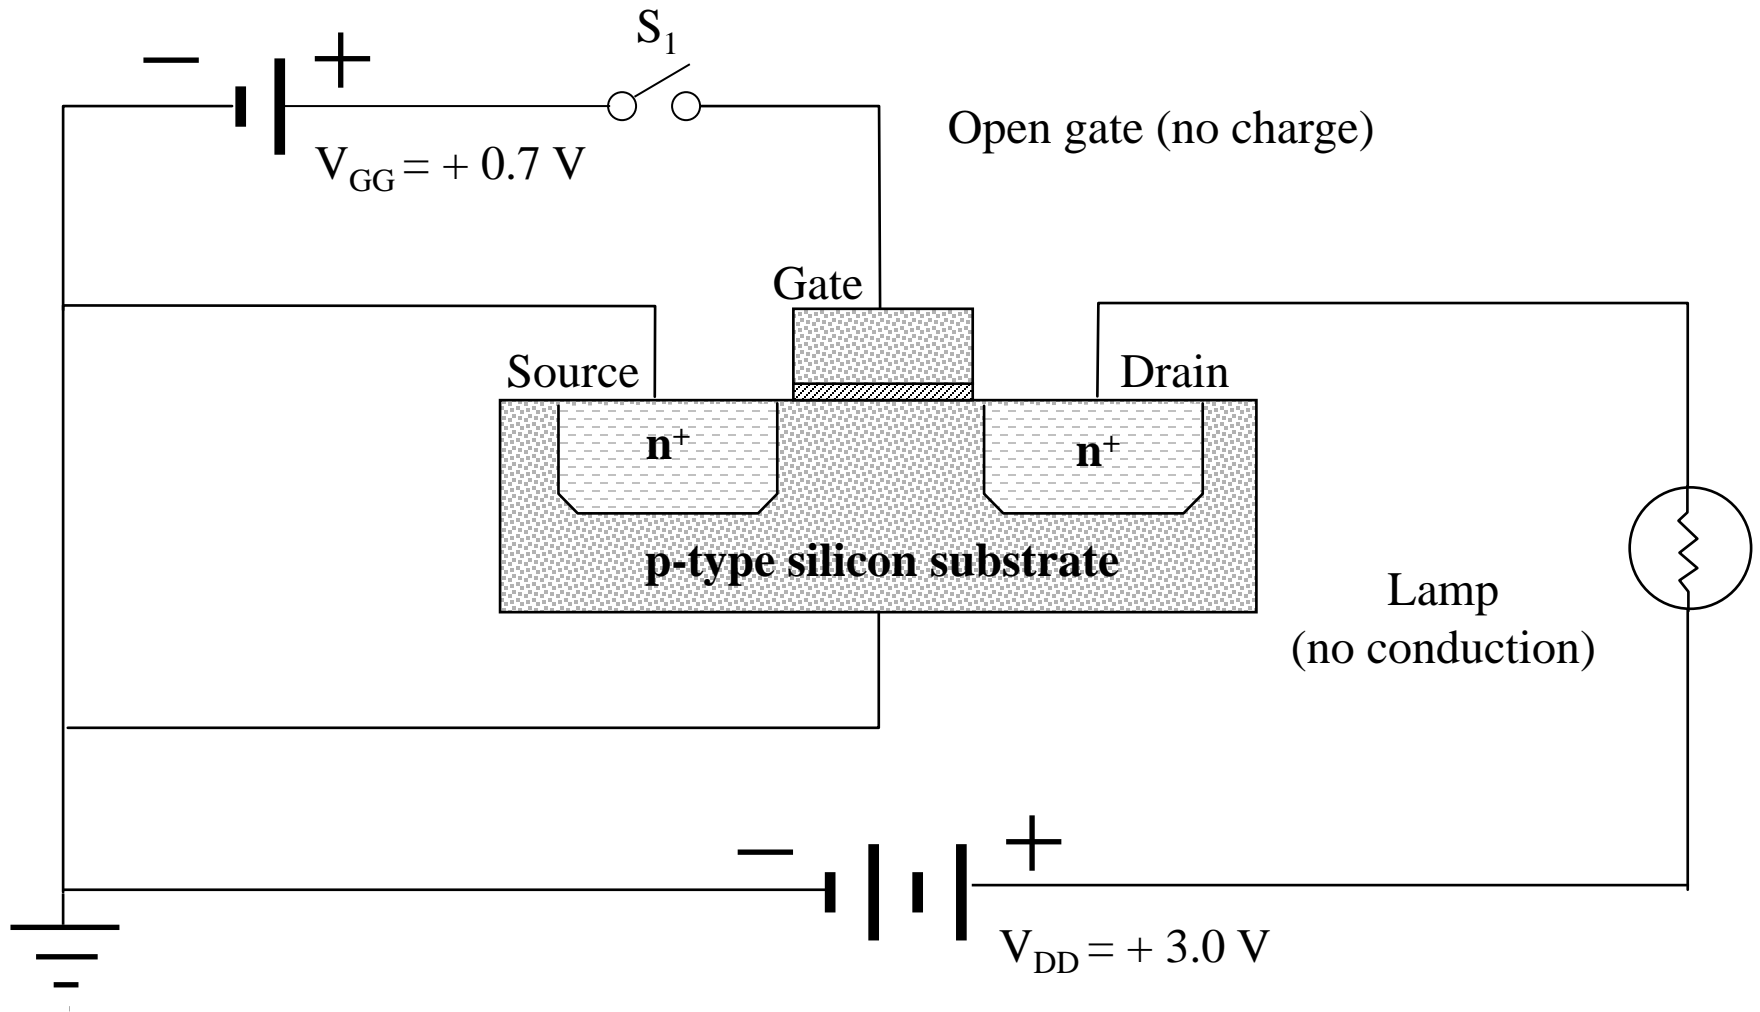 S₁
− +
V_GG = + 0.7 V
Open gate (no charge)
Gate
Source
Drain
n⁺
n⁺
p-type silicon substrate
Lamp
(no conduction)
− +
V_DD = + 3.0 V